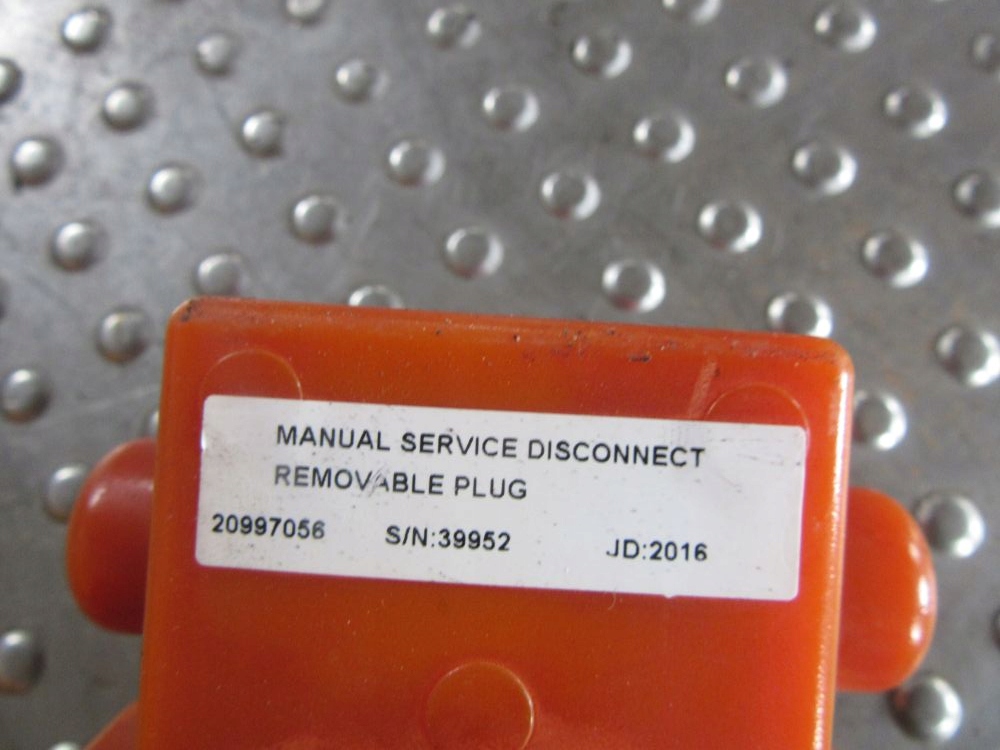 MANUAL SERVICE DISCONNECT
REMOVABLE PLUG
20997056 S/N:39952 JD:2016